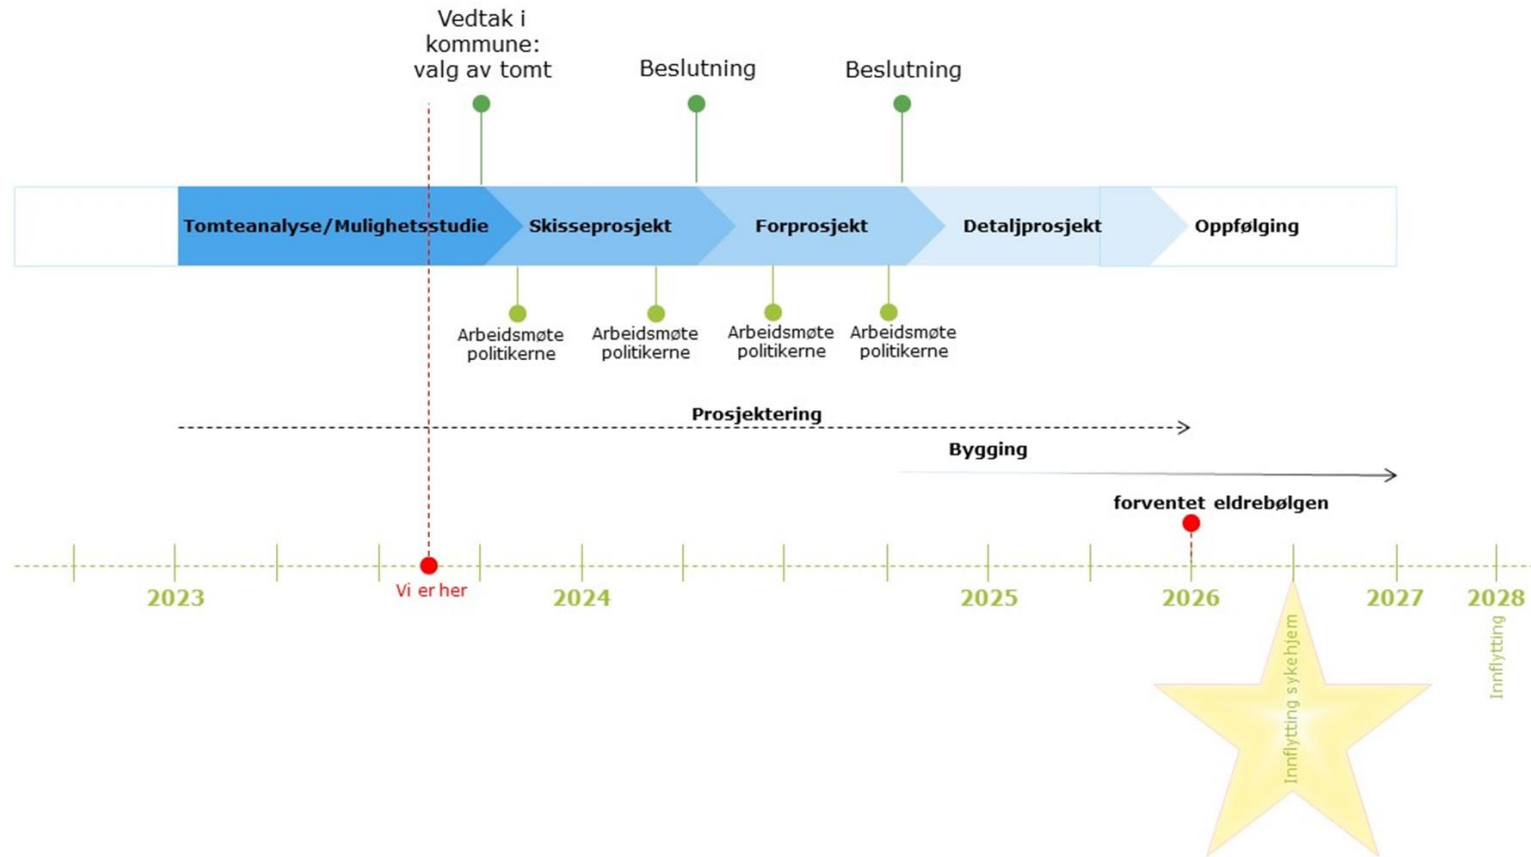 Vedtak i
kommune:
valg av tomt
Beslutning
Beslutning
Tomteanalyse/Mulighetsstudie
Skisseprosjekt
Forprosjekt
Detaljprosjekt
Oppfølging
Arbeidsmøte
politikerne
Arbeidsmøte
politikerne
Arbeidsmøte
politikerne
Arbeidsmøte
politikerne
Prosjektering
Bygging
forventet eldrebølgen
Vi er her
2023
2024
2025
2026
2027
2028
Innflytting sykehjem
Innflytting